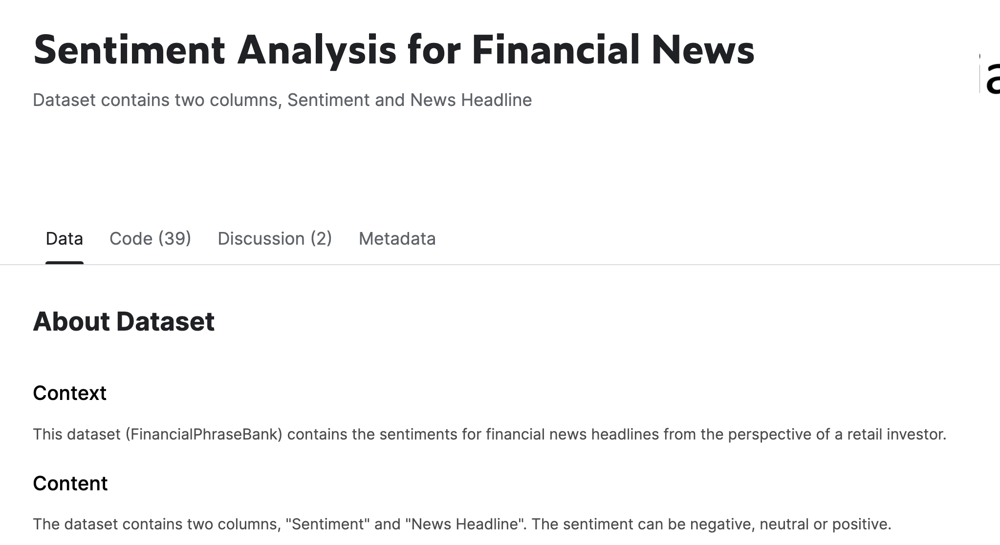 Sentiment Analysis for Financial News
Dataset contains two columns, Sentiment and News Headline
Data Code (39) Discussion (2) Metadata
About Dataset
Context
This dataset (FinancialPhraseBank) contains the sentiments for financial news headlines from the perspective of a retail investor.
Content
The dataset contains two columns, "Sentiment" and "News Headline". The sentiment can be negative, neutral or positive.